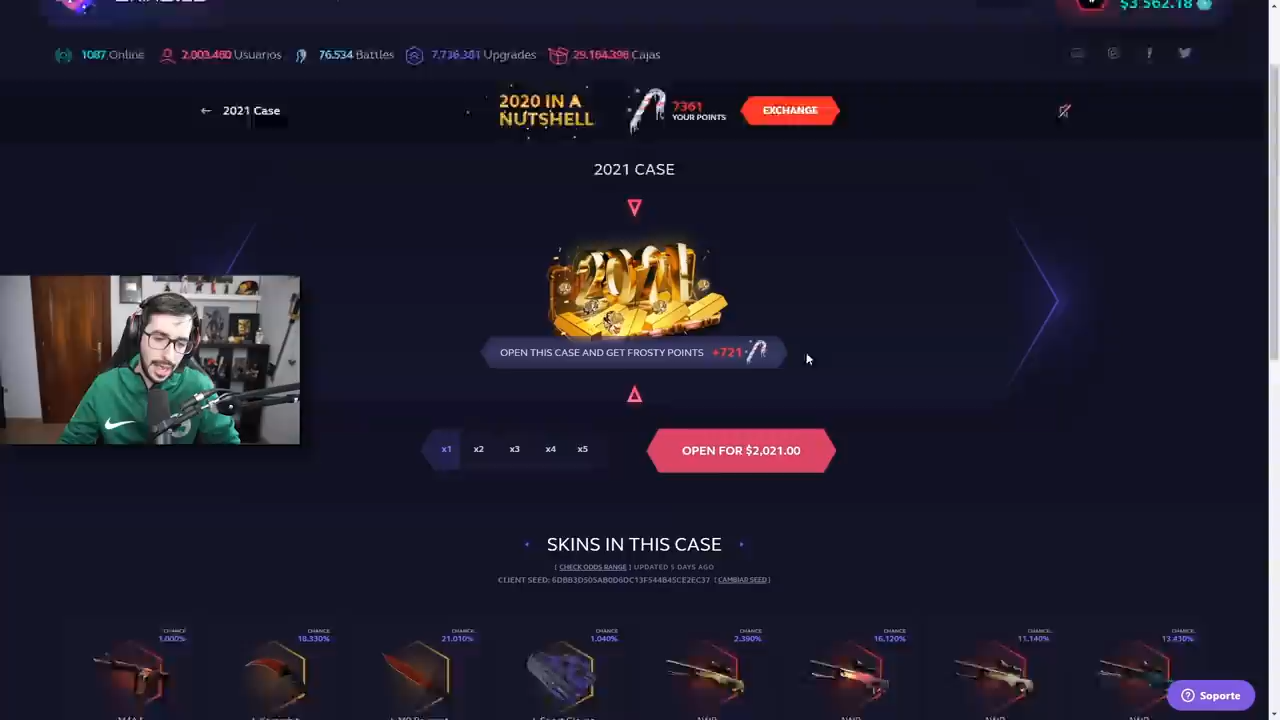 $3 562.18
1087 Online
2.003.460 Usuarios
76.534 Battles
Upgrades
Cajas
← 2021 Case
2020 IN A
NUTSHELL
7361
YOUR POINTS
EXCHANGE
2021 CASE
2021
OPEN THIS CASE AND GET FROSTY POINTS +721
x1 x2 x3 x4 x5
OPEN FOR $2,021.00
SKINS IN THIS CASE
[ CHECK ODDS RANGE ] UPDATED 5 DAYS AGO
[ CAMBIAR SEED ]
CHANCE CHANCE CHANCE CHANCE CHANCE CHANCE CHANCE CHANCE
1.000% 18.330% 21.010% 1.040% 2.390% 16.120% 11.140%
Soporte